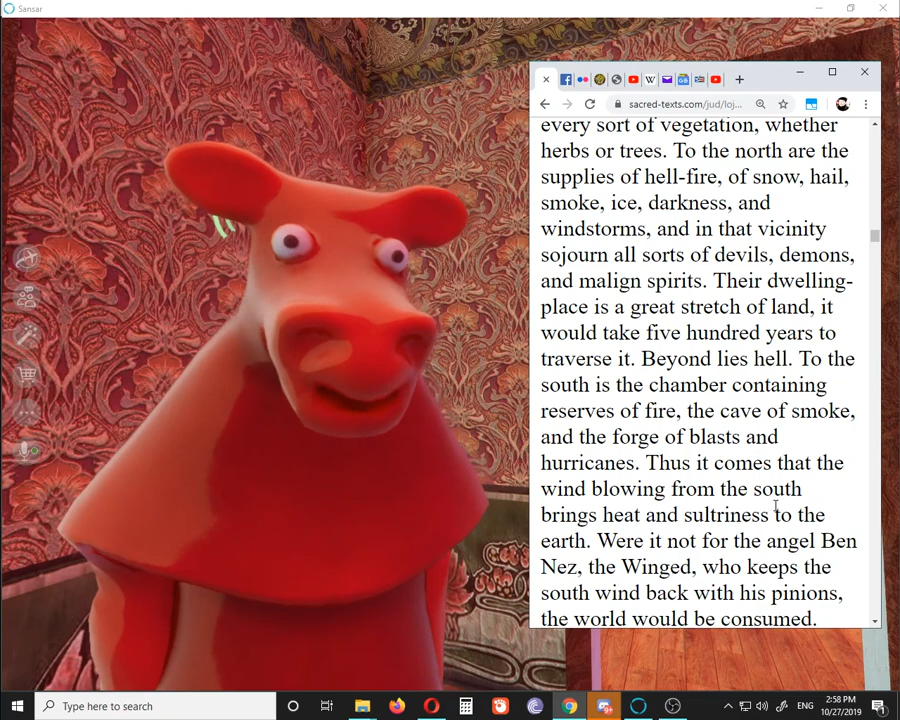 Sansar
sacred-texts.com/jud/loj...
every sort of vegetation, whether
herbs or trees. To the north are the
supplies of hell-fire, of snow, hail,
smoke, ice, darkness, and
windstorms, and in that vicinity
sojourn all sorts of devils, demons,
and malign spirits. Their dwelling-
place is a great stretch of land, it
would take five hundred years to
traverse it. Beyond lies hell. To the
south is the chamber containing
reserves of fire, the cave of smoke,
and the forge of blasts and
hurricanes. Thus it comes that the
wind blowing from the south
brings heat and sultriness to the
earth. Were it not for the angel Ben
Nez, the Winged, who keeps the
south wind back with his pinions,
the world would be consumed.
Type here to search
ENG
2:58 PM
10/27/2019